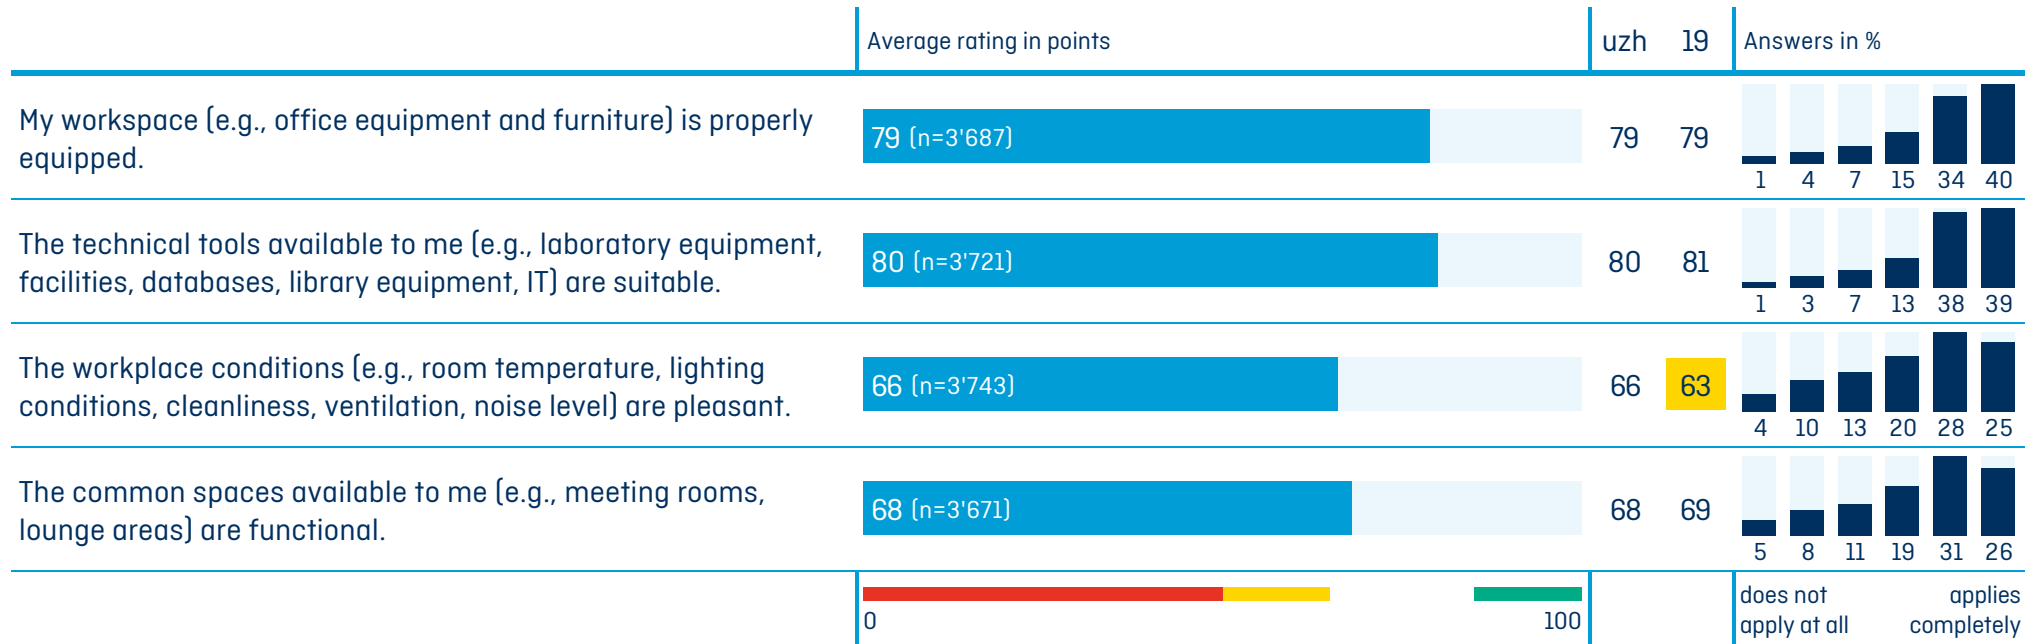 Average rating in points uzh 19 Answers in %
My workspace (e.g., office equipment and furniture) is properly
equipped.
79 (n=3'687) 79 79
1 4 7 15 34 40
The technical tools available to me (e.g., laboratory equipment,
facilities, databases, library equipment, IT) are suitable.
80 (n=3'721) 80 81
1 3 7 13 38 39
The workplace conditions (e.g., room temperature, lighting
conditions, cleanliness, ventilation, noise level) are pleasant.
66 (n=3'743) 66 63
4 10 13 20 28 25
The common spaces available to me (e.g., meeting rooms,
lounge areas) are functional.
68 (n=3'671) 68 69
5 8 11 19 31 26
0 100
does not applies
apply at all completely